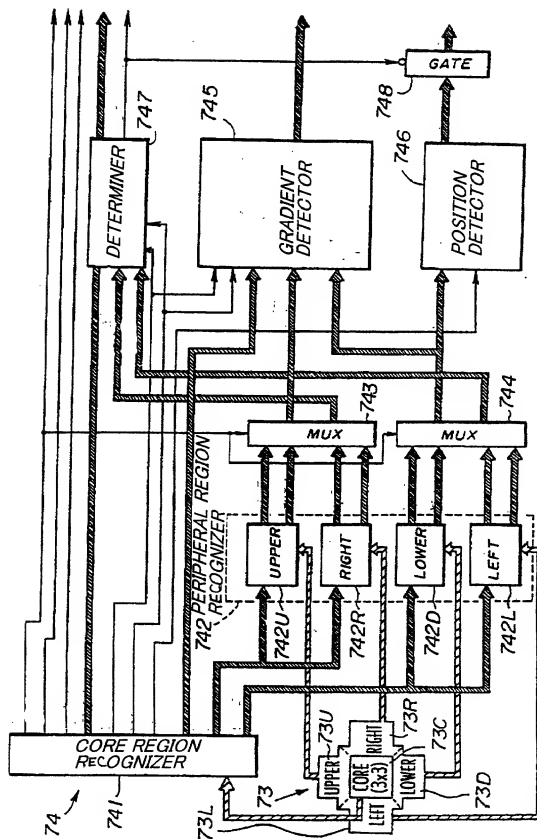 747
DETERMINER
745
GRADIENT
DETECTOR
748
GATE
746
POSITION
DETECTOR
743
MUX
744
MUX
742 PERIPHERAL REGION
RECOGNIZER
UPPER
742U
RIGHT
742R
LOWER
742D
LEFT
742L
CORE REGION
RECOGNIZER
74
741
73
73U
73R
73C
73L
73D
UPPER
RIGHT
CORE
(3x3)
LEFT
LOWER